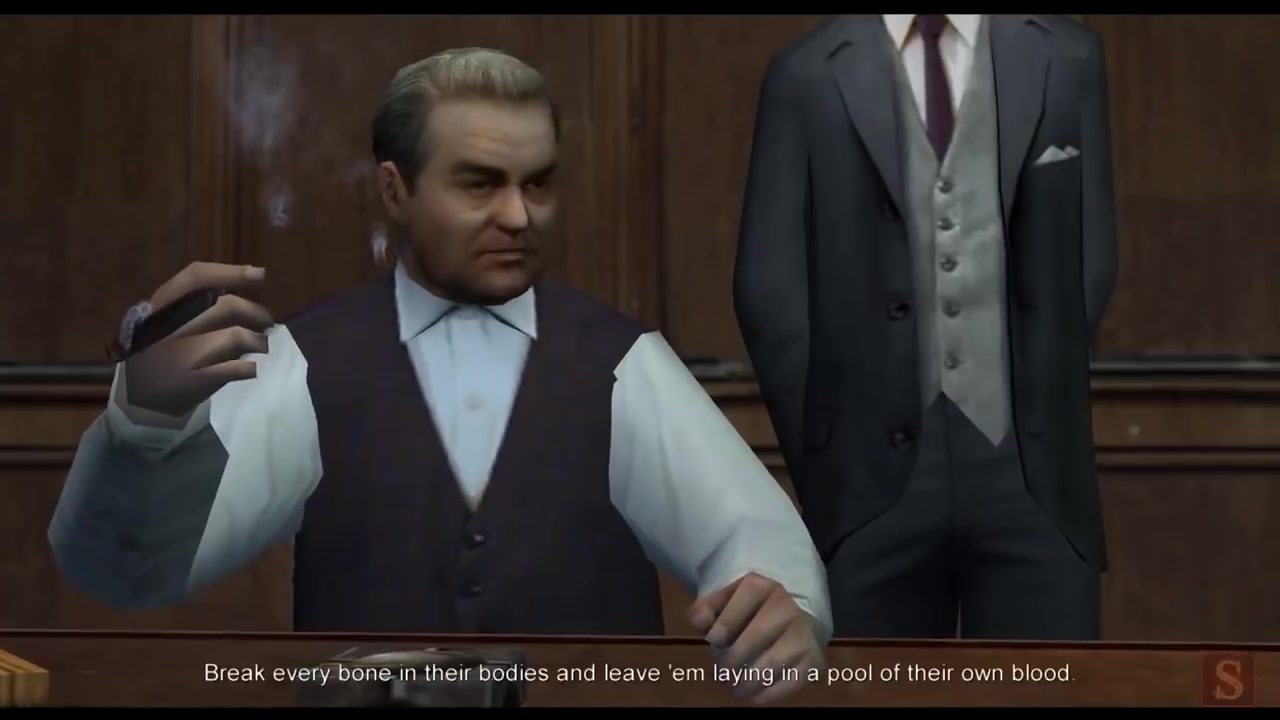 Break every bone in their bodies and leave 'em laying in a pool of their own blood.
S